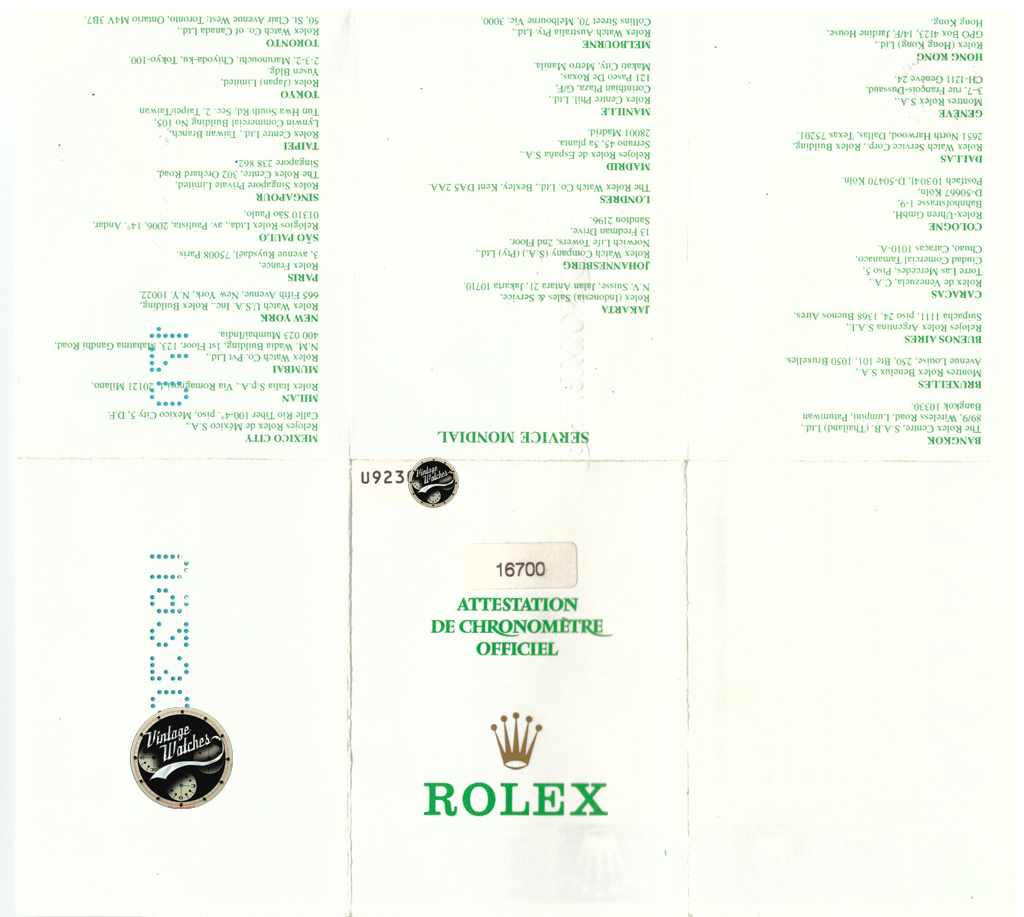 SERVICE MONDIAL
BANGKOK
The Rolex Centre, S.A.B. (Thailand) Ltd.,
89/9, Wireless Road, Lumpini, Patumwan
Bangkok 10330.
BRUXELLES
Montres Rolex Benelux S.A.,
Avenue Louise, 250, Bte 101, 1050 Bruxelles.
BUENOS AIRES
Relojes Rolex Argentina S.A.I.,
Suipacha 1111, piso 24, 1368 Buenos Aires.
CARACAS
Rolex de Venezuela, C.A.,
Torre Las Mercedes, Piso 5,
Ciudad Comercial Tamanaco,
Chuao, Caracas 1010-A.
COLOGNE
Rolex-Uhren GmbH,
Bahnhofstrasse 1-9,
D-50667 Köln,
Postfach 103041, D-50470 Köln.
DALLAS
Rolex Watch Service Corp., Rolex Building,
2651 North Harwood, Dallas, Texas 75201.
GENÈVE
Montres Rolex S.A.,
3-7, rue François-Dussaud,
CH-1211 Genève 24.
HONG KONG
Rolex (Hong Kong) Ltd.,
GPO Box 4123, 14/F, Jardine House,
Hong Kong.
JAKARTA
Rolex (Indonesia) Sales & Service,
N.V. Suisse, Jalan Antara 21, Jakarta 10710.
JOHANNESBURG
Rolex Watch Company (S.A.) (Pty) Ltd.,
Norwich Life Towers, 2nd Floor,
13 Fredman Drive,
Sandton 2196.
LONDRES
The Rolex Watch Co. Ltd., Bexley, Kent DA5 2AA.
MADRID
Relojes Rolex de España S.A.,
Serrano 45, 5a planta,
28001 Madrid.
MANILLE
Rolex Centre Phil. Ltd.,
Corinthian Plaza, G/F,
121 Paseo De Roxas,
Makati City, Metro Manila.
MELBOURNE
Rolex Watch Australia Pty. Ltd.,
Collins Street 70, Melbourne Vic. 3000.
MEXICO CITY
Relojes Rolex de México S.A.,
Calle Rio Tiber 100-4°. piso, Mexico City 5, D.F.
MILAN
Rolex Italia S.p.A., Via Romagnosi 1, 20121 Milano.
MUMBAI
Rolex Watch Co. Pvt Ltd.,
N.M. Wadia Building, 1st Floor, 123, Mahatma Gandhi Road,
400 023 Mumbai/India.
NEW YORK
Rolex Watch U.S.A. Inc., Rolex Building,
665 Fifth Avenue, New York, N.Y. 10022.
PARIS
Rolex France,
3, avenue Ruysdaël, 75008 Paris.
SÃO PAULO
Relógios Rolex Ltda., av. Paulista, 2006, 14°. Andar,
01310 São Paulo.
SINGAPOUR
Rolex Singapore Private Limited,
The Rolex Centre, 302 Orchard Road,
Singapore 238 862.
TAIPEI
Rolex Centre Ltd., Taiwan Branch,
Lynwin Commercial Building No 105,
Tun Hwa South Rd, Sec. 2, Taipei/Taiwan.
TOKYO
Rolex (Japan) Limited,
Yusen Bldg.
2-3-2, Marunouchi, Chiyoda-ku, Tokyo-100.
TORONTO
Rolex Watch Co. of Canada Ltd.,
50, St. Clair Avenue West; Toronto, Ontario M4V 3B7.
Vintage
Watches
U923
Vintage
Watches
16700
ATTESTATION
DE CHRONOMÈTRE
OFFICIEL
ROLEX